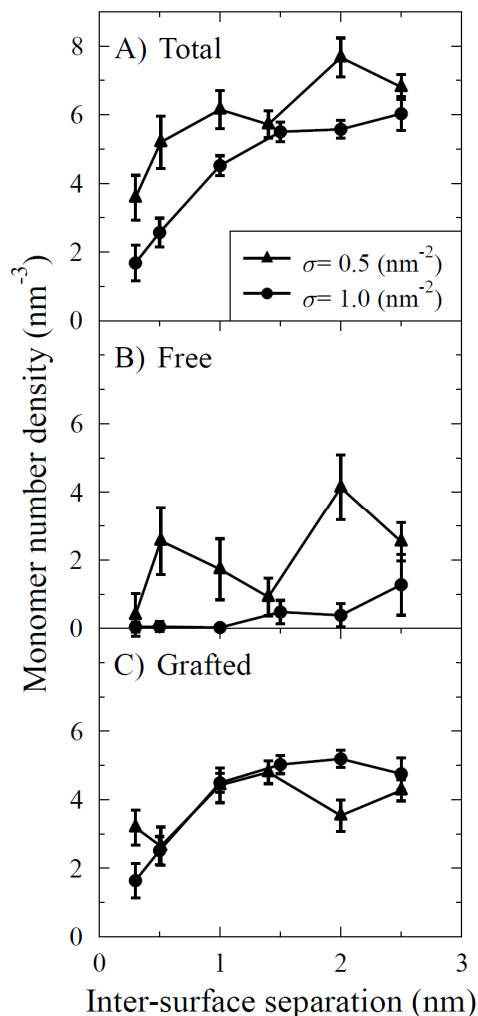 A) Total
8
6
4
2
0
σ= 0.5 (nm⁻²)
σ= 1.0 (nm⁻²)
B) Free
6
4
2
0
C) Grafted
6
4
2
0
0
1
2
3
Monomer number density (nm⁻³)
Inter-surface separation (nm)